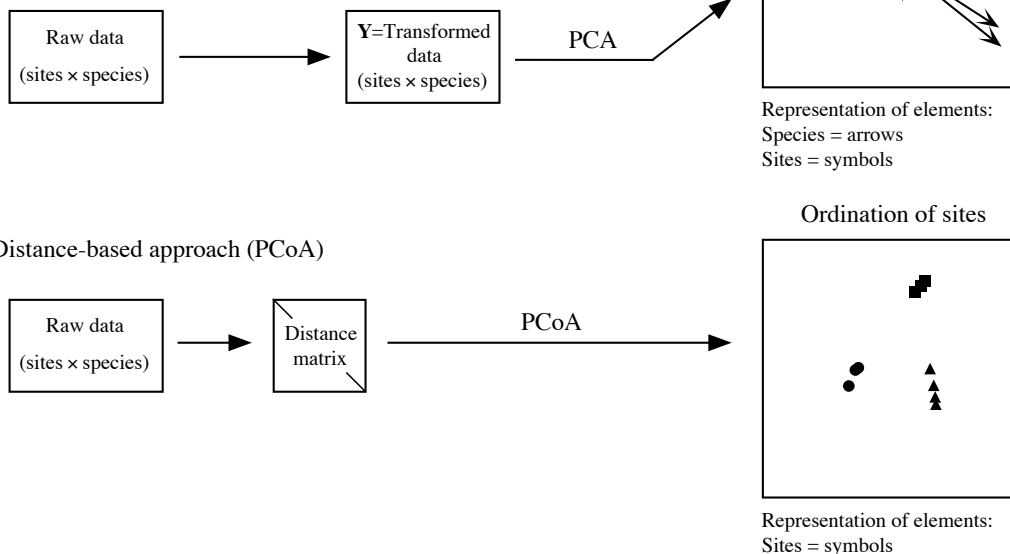 Raw data
(sites × species)
Y=Transformed
data
(sites × species)
PCA
Representation of elements:
Species = arrows
Sites = symbols
Ordination of sites
Distance-based approach (PCoA)
Raw data
(sites × species)
Distance
matrix
PCoA
Representation of elements:
Sites = symbols